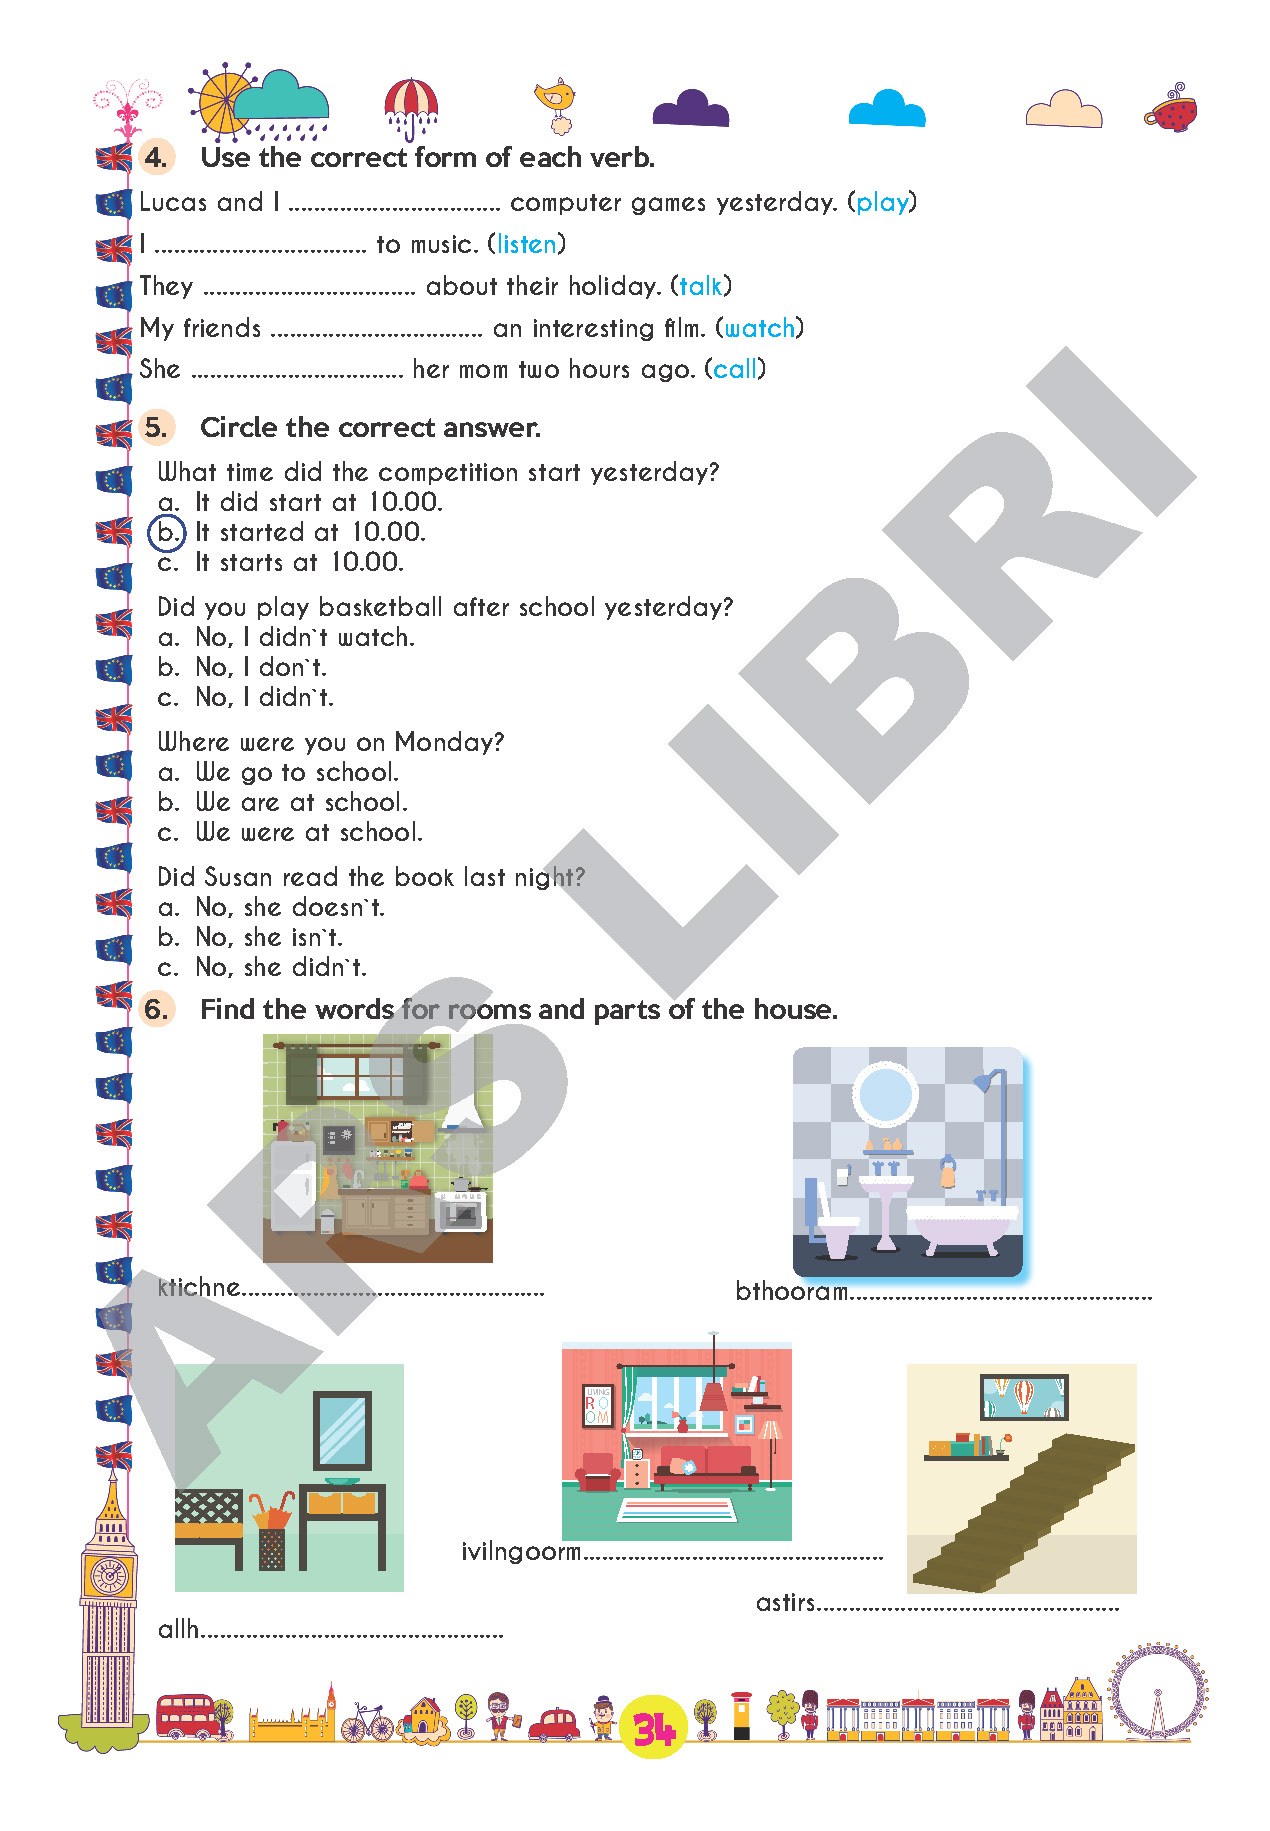 4. Use the correct form of each verb.
Lucas and I ................................. computer games yesterday. (play)
I ................................. to music. (listen)
They ................................. about their holiday. (talk)
My friends ................................. an interesting film. (watch)
She ................................. her mom two hours ago. (call)
5. Circle the correct answer.
What time did the competition start yesterday?
a. It did start at 10.00.
b. It started at 10.00.
c. It starts at 10.00.
Did you play basketball after school yesterday?
a. No, I didn`t watch.
b. No, I don`t.
c. No, I didn`t.
Where were you on Monday?
a. We go to school.
b. We are at school.
c. We were at school.
Did Susan read the book last night?
a. No, she doesn`t.
b. No, she isn`t.
c. No, she didn`t.
6. Find the words for rooms and parts of the house.
ktichne...............................................
bthooram...............................................
LIVING
RO
OM
ivilngoorm...............................................
astirs...............................................
allh...............................................
34
ARS LIBRI